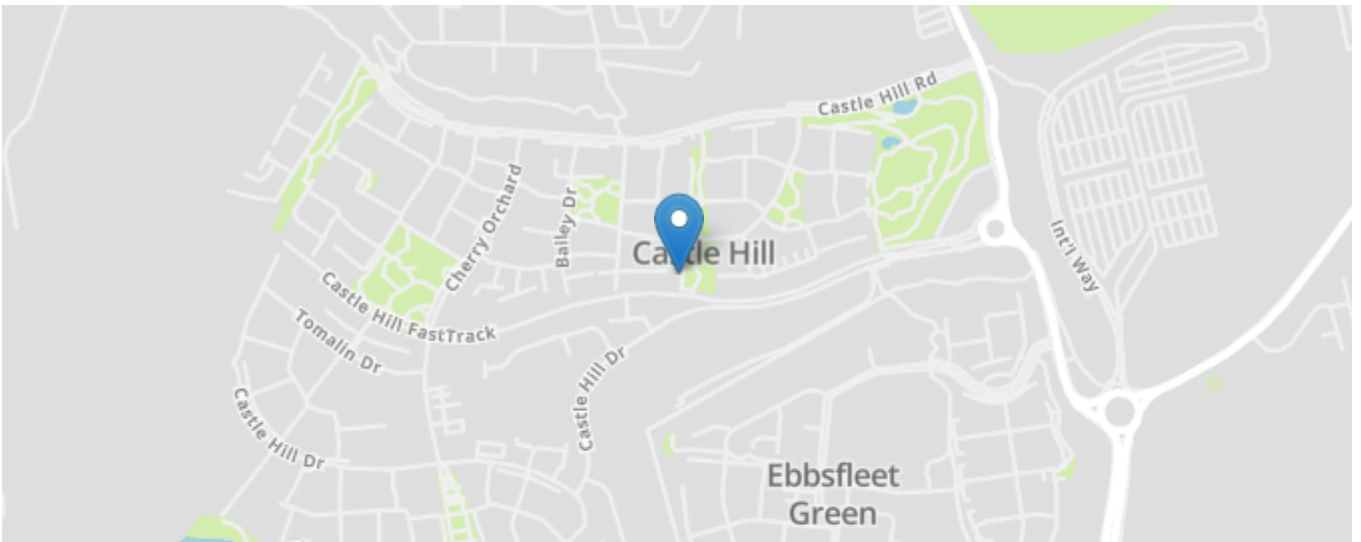 Castle Hill Rd
Cherry Orchard
Bailey Dr
Castle Hill
Int'l Way
Castle Hill FastTrack
Tomalin Dr
Castle Hill Dr
Castle Hill Dr
Ebbsfleet
Green